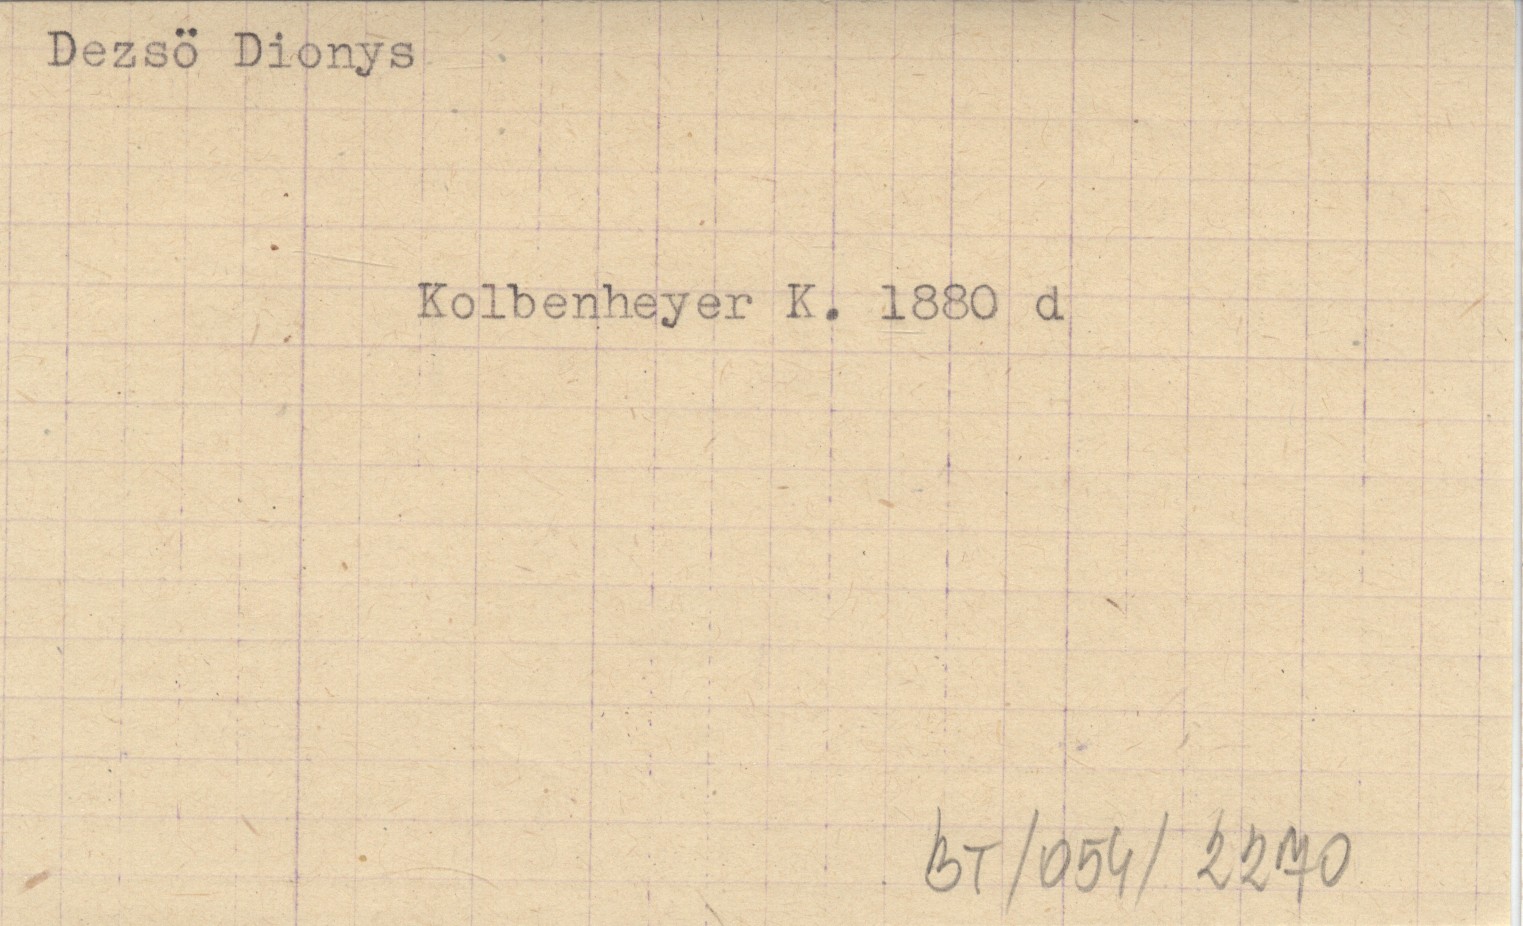 Dezsö Dionys
Kolbenheyer K. 1880 d
BT/054/2270